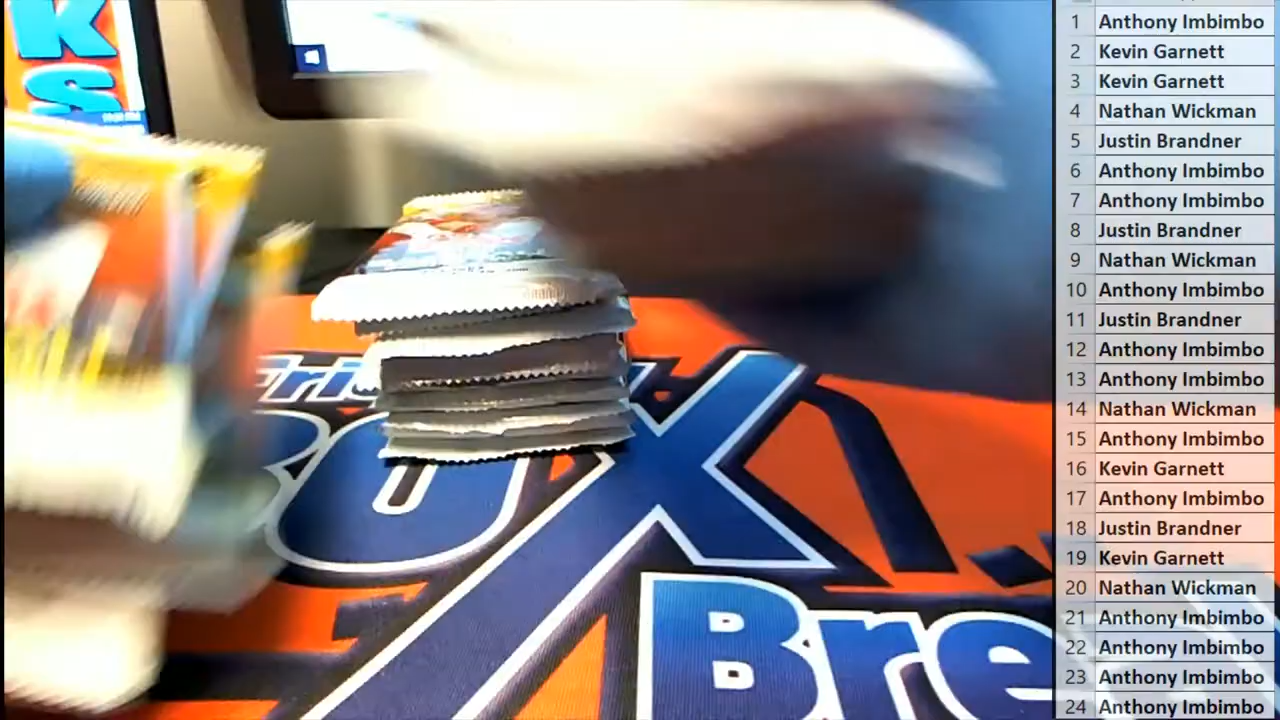 KS
Fri
BOX
Bre
1 Anthony Imbimbo
2 Kevin Garnett
3 Kevin Garnett
4 Nathan Wickman
5 Justin Brandner
6 Anthony Imbimbo
7 Anthony Imbimbo
8 Justin Brandner
9 Nathan Wickman
10 Anthony Imbimbo
11 Justin Brandner
12 Anthony Imbimbo
13 Anthony Imbimbo
14 Nathan Wickman
15 Anthony Imbimbo
16 Kevin Garnett
17 Anthony Imbimbo
18 Justin Brandner
19 Kevin Garnett
20 Nathan Wickman
21 Anthony Imbimbo
22 Anthony Imbimbo
23 Anthony Imbimbo
24 Anthony Imbimbo